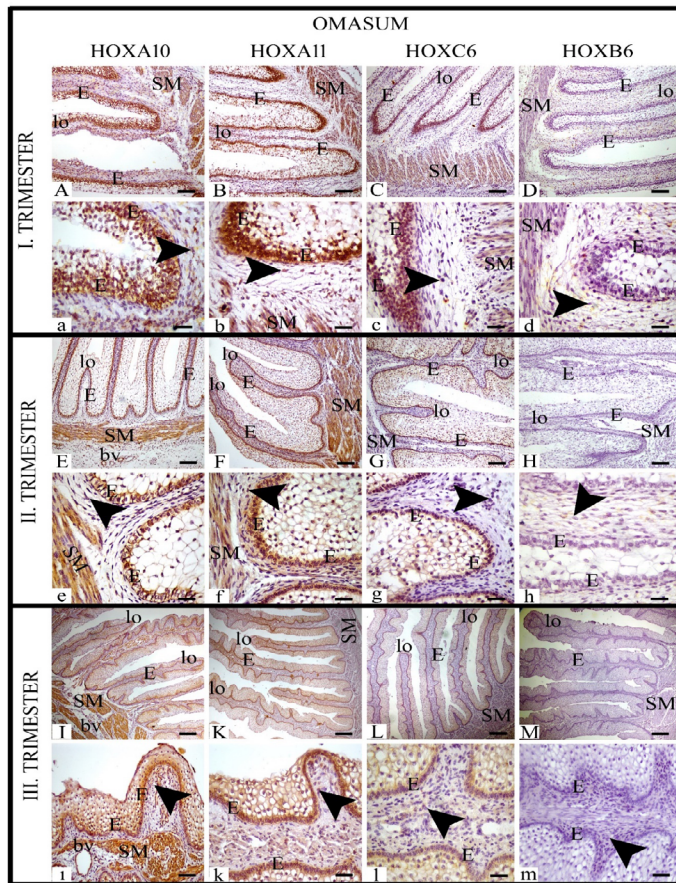 OMASUM
HOXA10 HOXA11 HOXC6 HOXB6
I. TRIMESTER
E SM lo E A
E SM lo E B
E lo E SM C
lo E SM E D
E E a
E E SM b
E E SM c
SM E E d
II. TRIMESTER
lo E E SM bv E
lo lo E SM F
E lo lo SM E G
E lo E SM H
E SM E e
E SM E f
E E g
E E h
III. TRIMESTER
lo E lo SM bv I
SM lo E lo K
lo lo E SM L
lo E E SM M
E E bv SM i
E E k
E E l
E E m